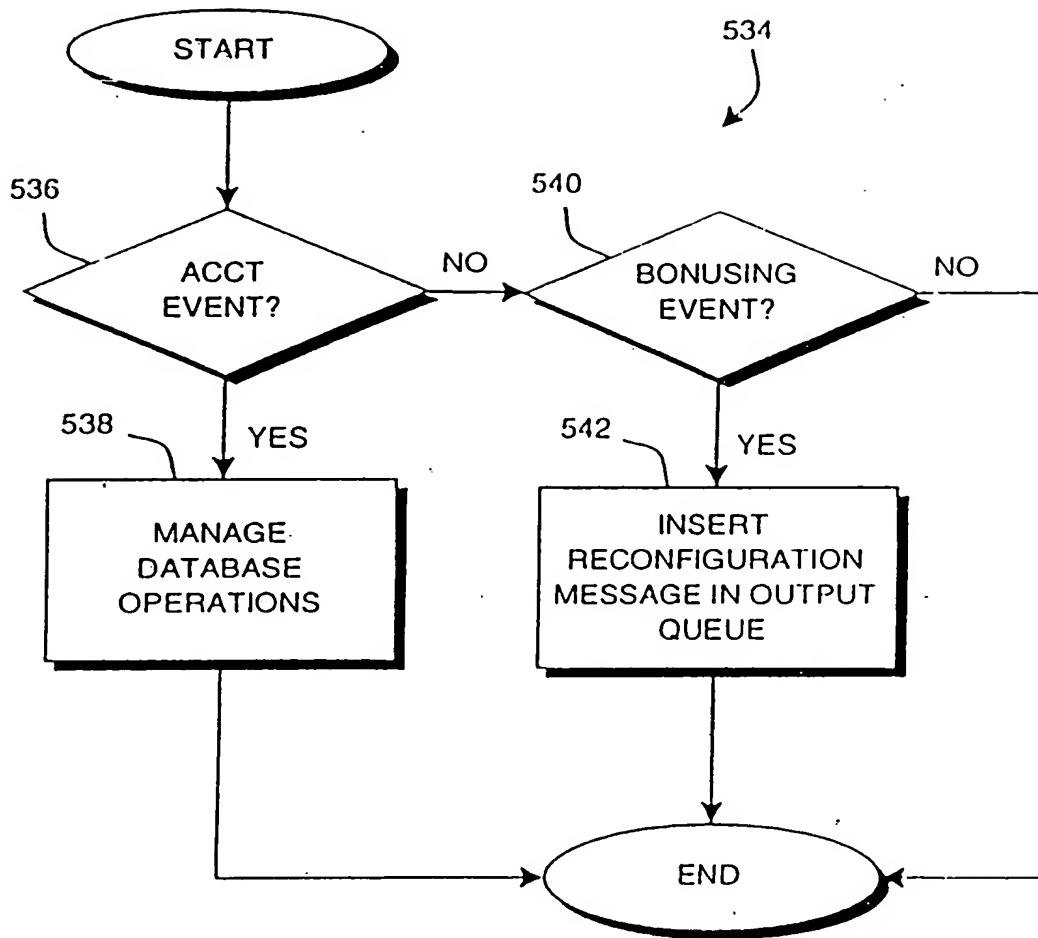 START
534
536
ACCT
EVENT?
NO
540
BONUSING
EVENT?
NO
538
YES
MANAGE
DATABASE
OPERATIONS
542
YES
INSERT
RECONFIGURATION
MESSAGE IN OUTPUT
QUEUE
END